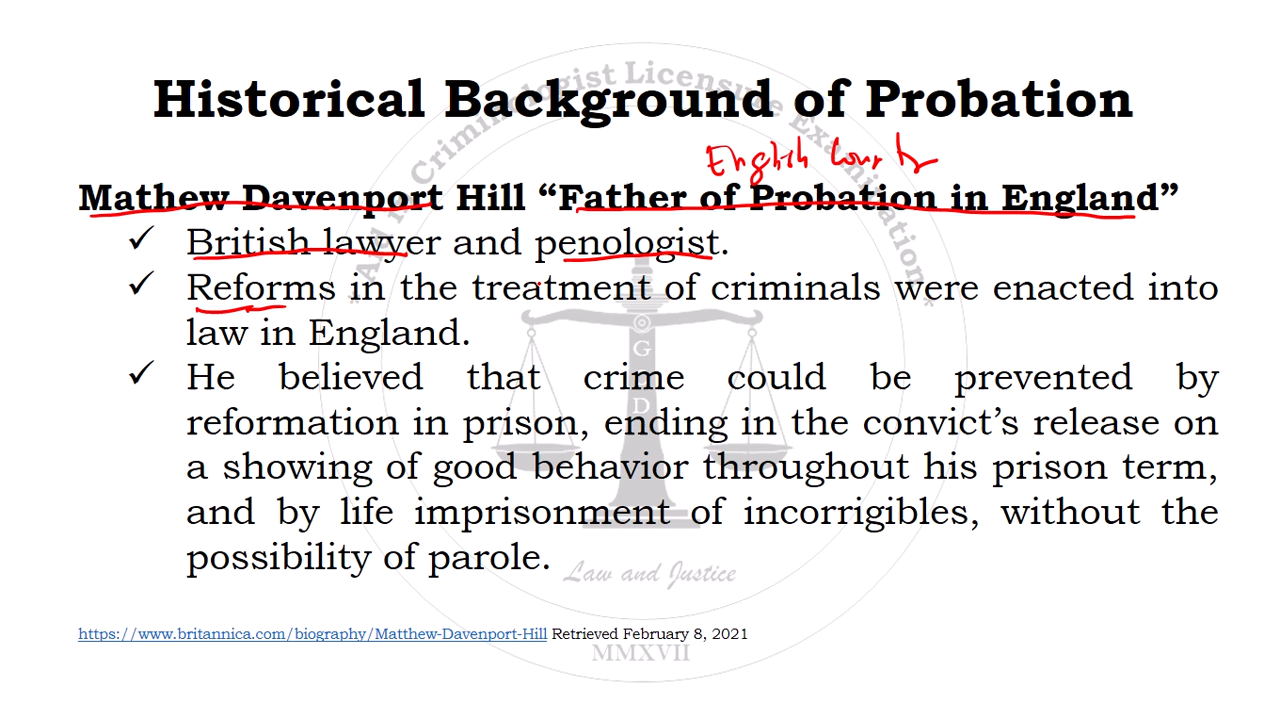 Historical Background of Probation
English Courts
Mathew Davenport Hill “Father of Probation in England”
✓ British lawyer and penologist.
✓ Reforms in the treatment of criminals were enacted into
law in England.
✓ He believed that crime could be prevented by
reformation in prison, ending in the convict’s release on
a showing of good behavior throughout his prison term,
and by life imprisonment of incorrigibles, without the
possibility of parole.
Law and Justice
https://www.britannica.com/biography/Matthew-Davenport-Hill Retrieved February 8, 2021
MMXVII
Criminologist Licensure Examination